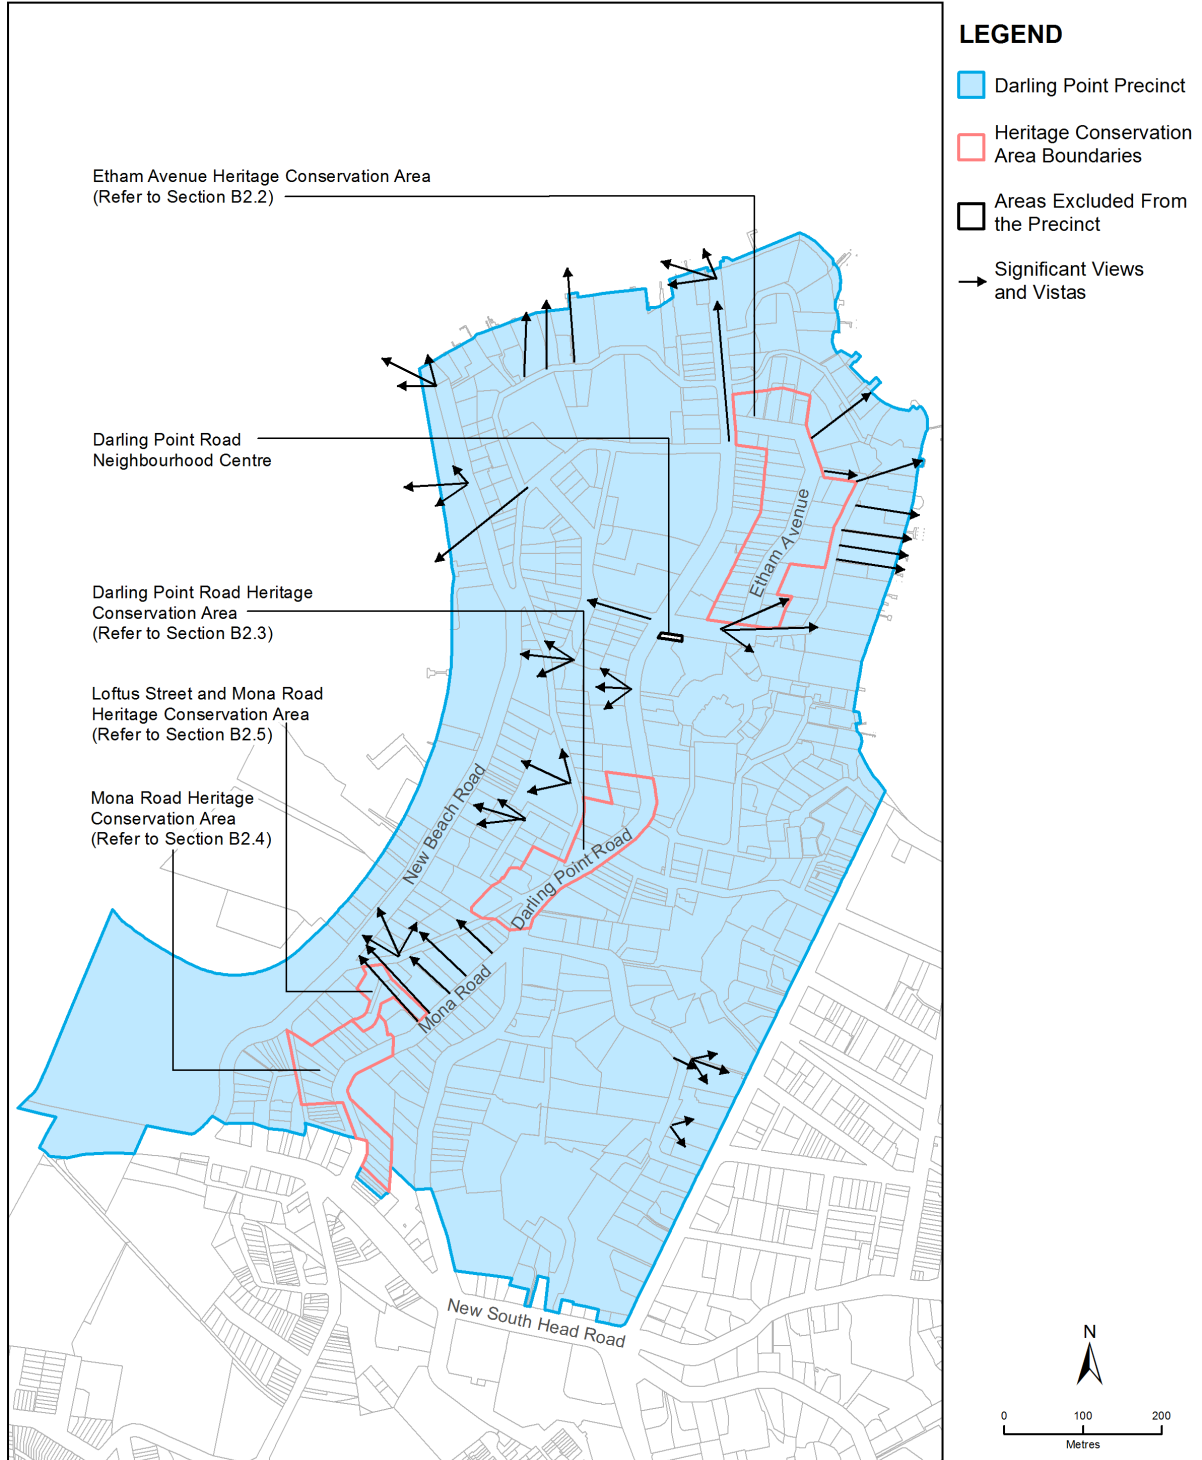 LEGEND
Darling Point Precinct
Heritage Conservation
Area Boundaries
Areas Excluded From
the Precinct
Significant Views
and Vistas
Etham Avenue Heritage Conservation Area
(Refer to Section B2.2)
Darling Point Road
Neighbourhood Centre
Darling Point Road Heritage
Conservation Area
(Refer to Section B2.3)
Loftus Street and Mona Road
Heritage Conservation Area
(Refer to Section B2.5)
Mona Road Heritage
Conservation Area
(Refer to Section B2.4)
Etham Avenue
New Beach Road
Darling Point Road
Mona Road
New South Head Road
N
0 100 200
Metres